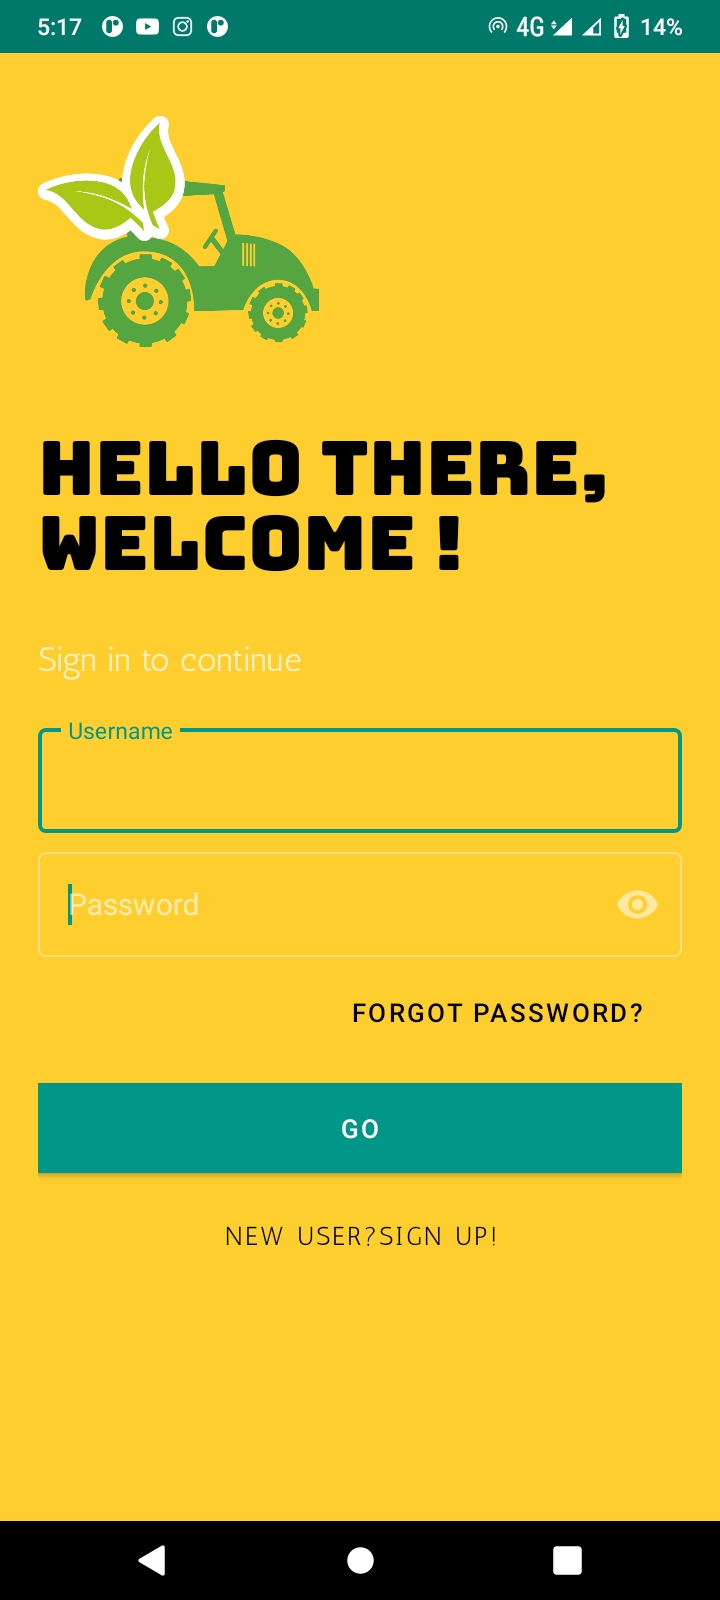 5:17 4G 14%
HELLO THERE,
WELCOME !
Sign in to continue
Username
Password
FORGOT PASSWORD?
GO
NEW USER?SIGN UP!